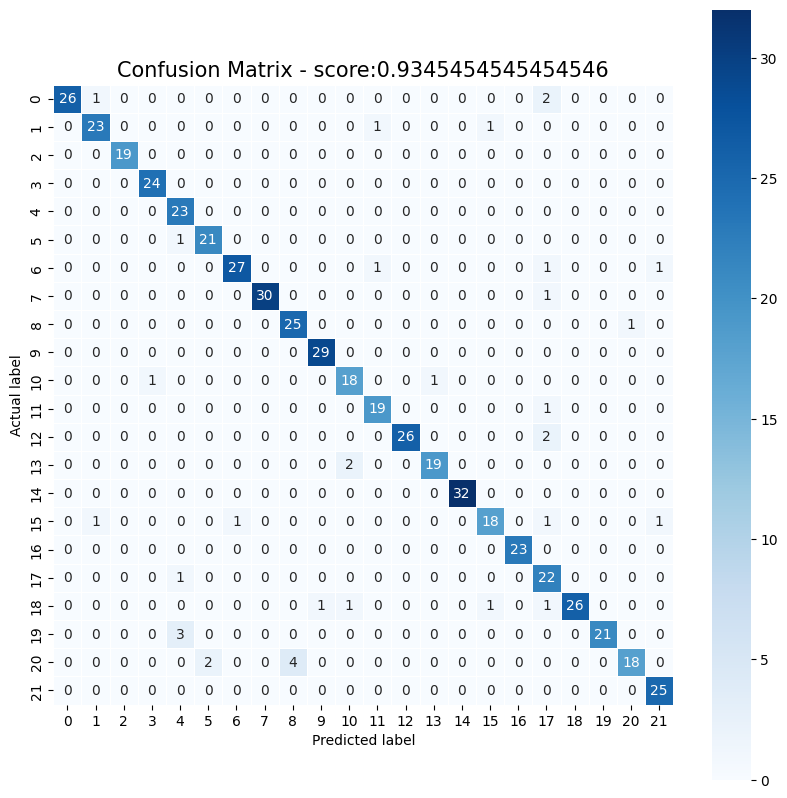 Confusion Matrix - score:0.9345454545454546
0 26 1 0 0 0 0 0 0 0 0 0 0 0 0 0 0 0 2 0 0 0 0
1 0 23 0 0 0 0 0 0 0 0 0 1 0 0 0 1 0 0 0 0 0 0
2 0 0 19 0 0 0 0 0 0 0 0 0 0 0 0 0 0 0 0 0 0 0
3 0 0 0 24 0 0 0 0 0 0 0 0 0 0 0 0 0 0 0 0 0 0
4 0 0 0 0 23 0 0 0 0 0 0 0 0 0 0 0 0 0 0 0 0 0
5 0 0 0 0 1 21 0 0 0 0 0 0 0 0 0 0 0 0 0 0 0 0
6 0 0 0 0 0 0 27 0 0 0 0 1 0 0 0 0 0 1 0 0 0 1
7 0 0 0 0 0 0 0 30 0 0 0 0 0 0 0 0 0 1 0 0 0 0
8 0 0 0 0 0 0 0 0 25 0 0 0 0 0 0 0 0 0 0 0 1 0
9 0 0 0 0 0 0 0 0 0 29 0 0 0 0 0 0 0 0 0 0 0 0
10 0 0 0 1 0 0 0 0 0 0 18 0 0 1 0 0 0 0 0 0 0 0
11 0 0 0 0 0 0 0 0 0 0 0 19 0 0 0 0 0 1 0 0 0 0
12 0 0 0 0 0 0 0 0 0 0 0 0 26 0 0 0 0 2 0 0 0 0
13 0 0 0 0 0 0 0 0 0 0 2 0 0 19 0 0 0 0 0 0 0 0
14 0 0 0 0 0 0 0 0 0 0 0 0 0 0 32 0 0 0 0 0 0 0
15 0 1 0 0 0 0 1 0 0 0 0 0 0 0 0 18 0 1 0 0 0 1
16 0 0 0 0 0 0 0 0 0 0 0 0 0 0 0 0 23 0 0 0 0 0
17 0 0 0 0 1 0 0 0 0 0 0 0 0 0 0 0 0 22 0 0 0 0
18 0 0 0 0 0 0 0 0 0 1 1 0 0 0 0 1 0 1 26 0 0 0
19 0 0 0 0 3 0 0 0 0 0 0 0 0 0 0 0 0 0 0 21 0 0
20 0 0 0 0 0 2 0 0 4 0 0 0 0 0 0 0 0 0 0 0 18 0
21 0 0 0 0 0 0 0 0 0 0 0 0 0 0 0 0 0 0 0 0 0 25
0 1 2 3 4 5 6 7 8 9 10 11 12 13 14 15 16 17 18 19 20 21
Predicted label
Actual label
30
25
20
15
10
5
0